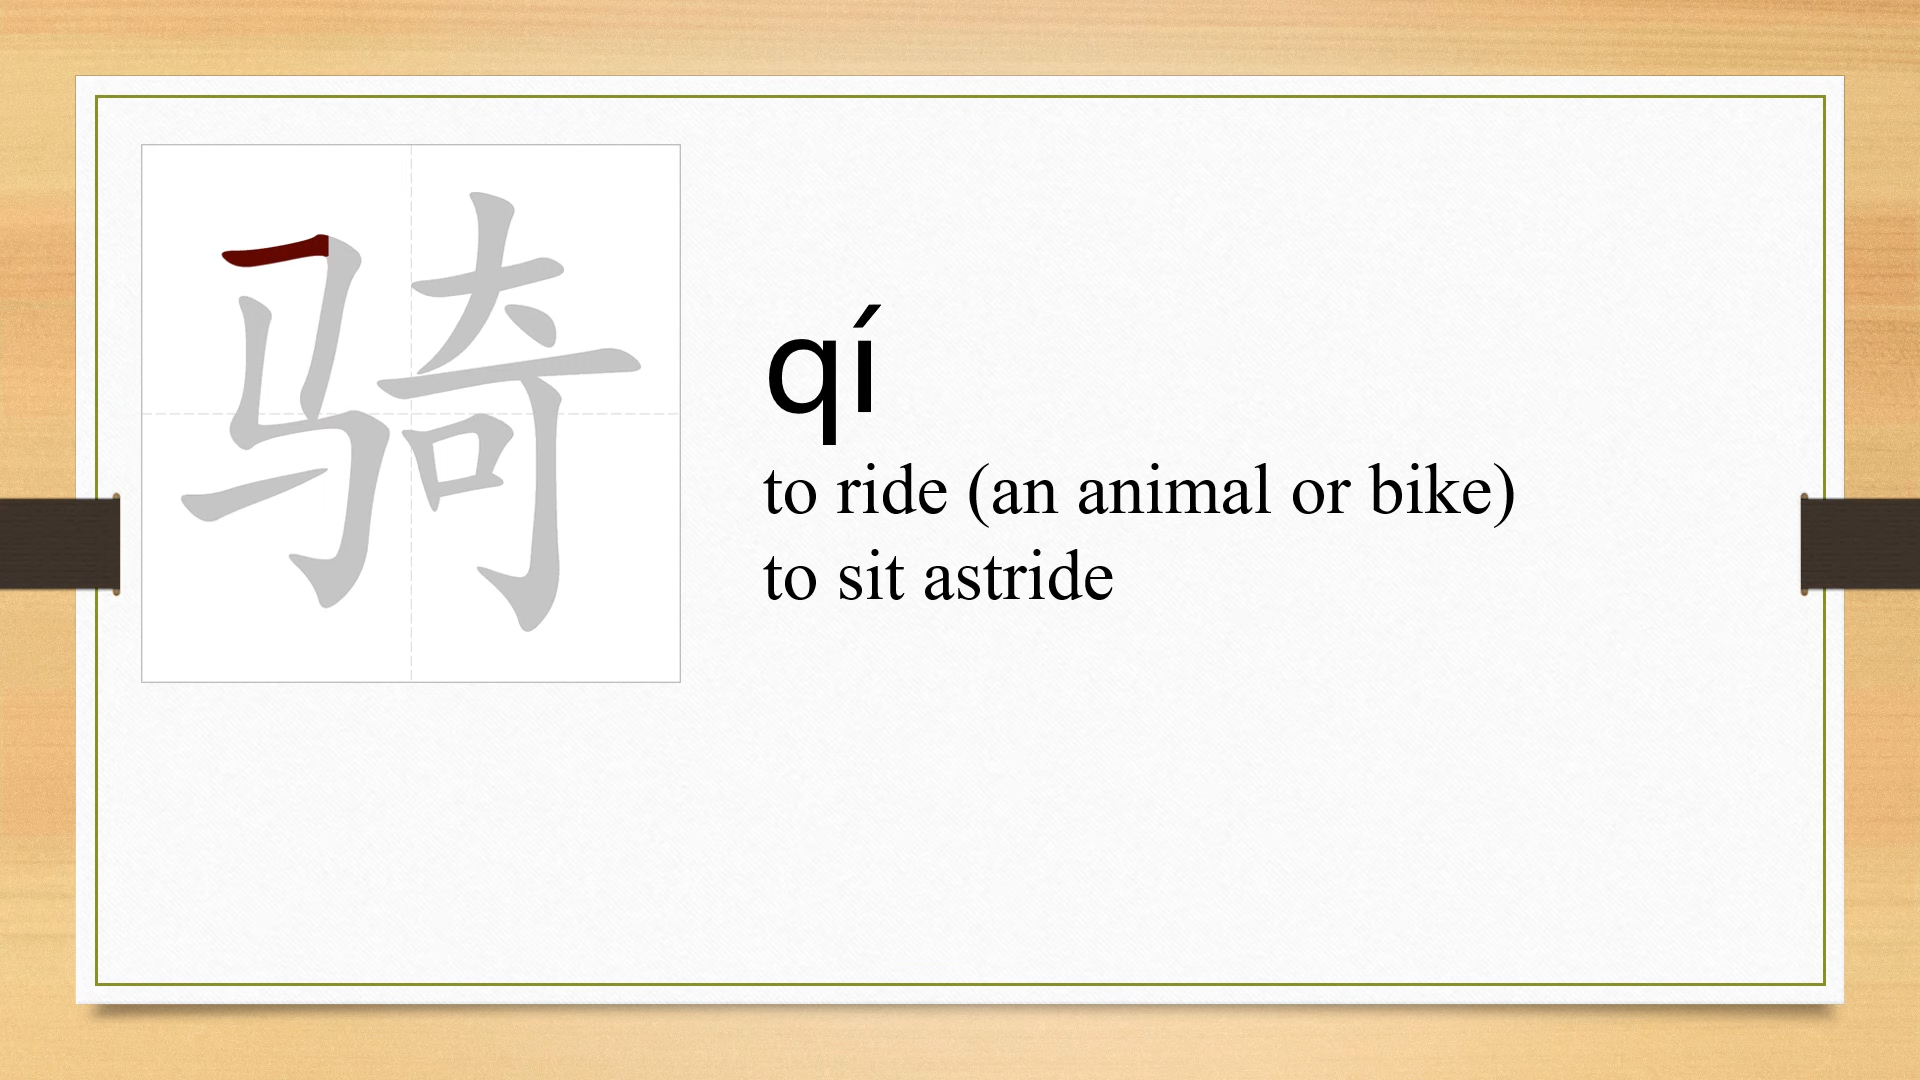 骑
qí
to ride (an animal or bike)
to sit astride